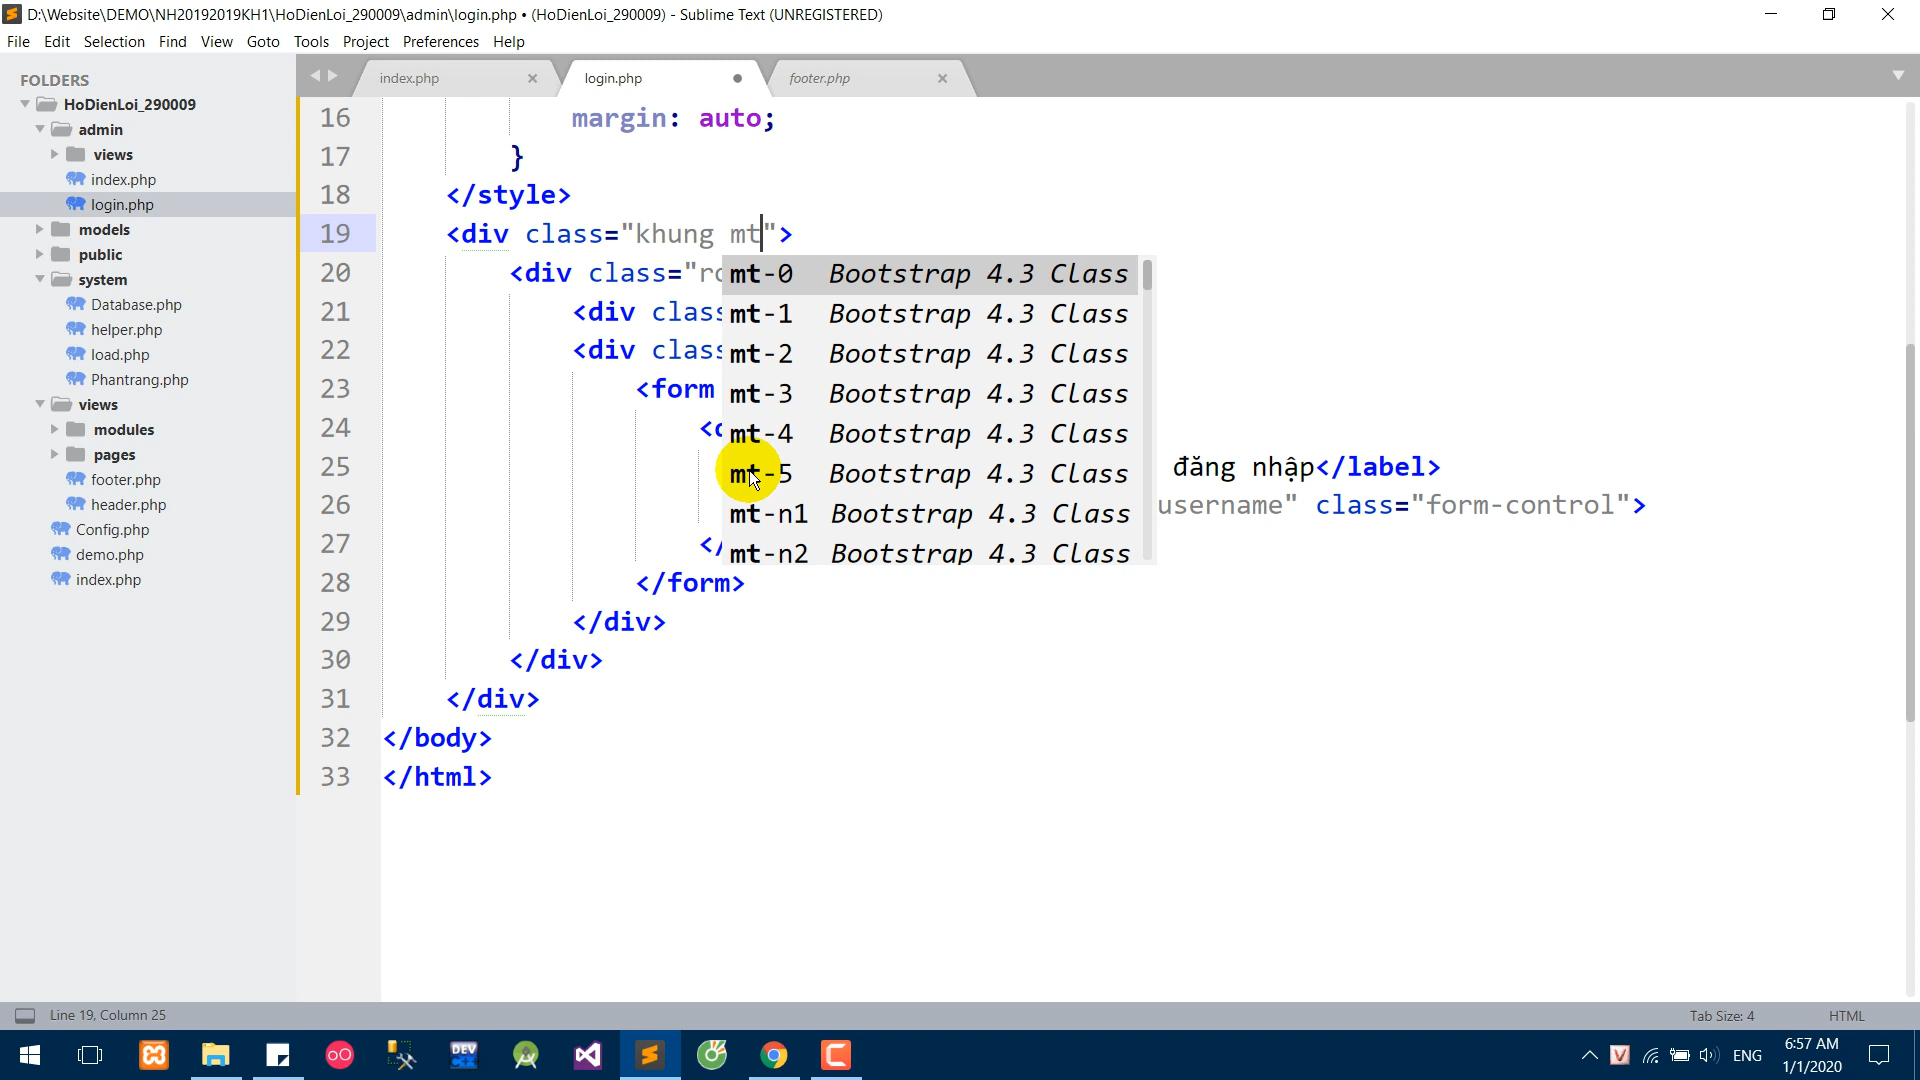 D:\Website\DEMO\NH20192019KH1\HoDienLoi_290009\admin\login.php • (HoDienLoi_290009) - Sublime Text (UNREGISTERED)
File Edit Selection Find View Goto Tools Project Preferences Help
FOLDERS
HoDienLoi_290009
admin
views
index.php
login.php
models
public
system
Database.php
helper.php
load.php
Phantrang.php
views
modules
pages
footer.php
header.php
Config.php
demo.php
index.php
index.php login.php footer.php
16 margin: auto;
17 }
18 </style>
19 <div class="khung mt">
20 <div class="ro
21 <div clas
22 <div clas
23 <form
24 <
25 đăng nhập</label>
26 username" class="form-control">
27 </
28 </form>
29 </div>
30 </div>
31 </div>
32 </body>
33 </html>
mt-0 Bootstrap 4.3 Class
mt-1 Bootstrap 4.3 Class
mt-2 Bootstrap 4.3 Class
mt-3 Bootstrap 4.3 Class
mt-4 Bootstrap 4.3 Class
mt-5 Bootstrap 4.3 Class
mt-n1 Bootstrap 4.3 Class
mt-n2 Bootstrap 4.3 Class
Line 19, Column 25
Tab Size: 4 HTML
DEV
V ENG
6:57 AM
1/1/2020